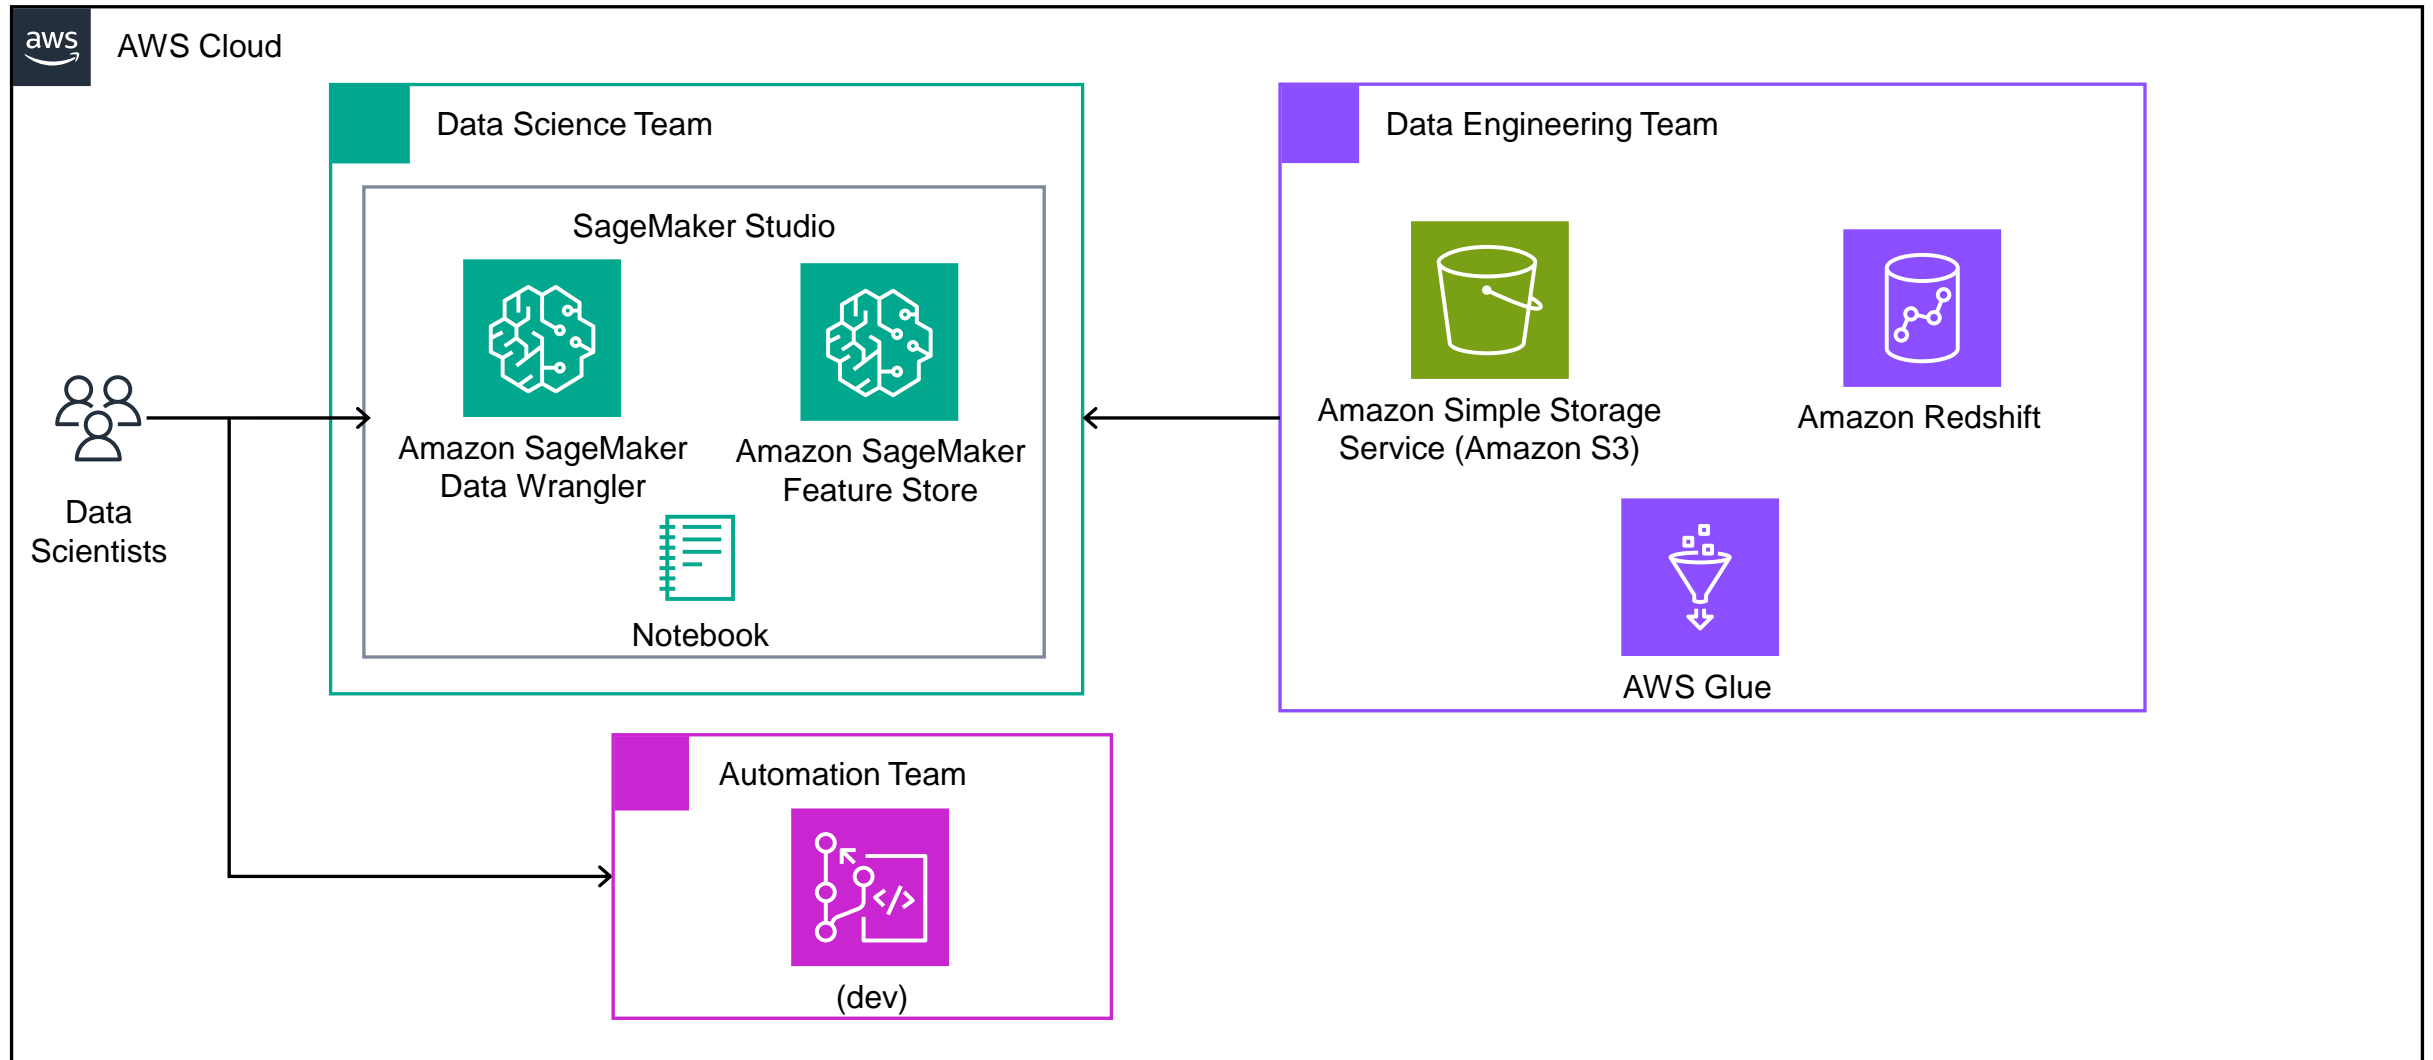 aws
AWS Cloud
Data Science Team
Data Engineering Team
SageMaker Studio
Amazon SageMaker
Data Wrangler
Amazon SageMaker
Feature Store
Notebook
Amazon Simple Storage
Service (Amazon S3)
Amazon Redshift
AWS Glue
Data
Scientists
Automation Team
</>
(dev)